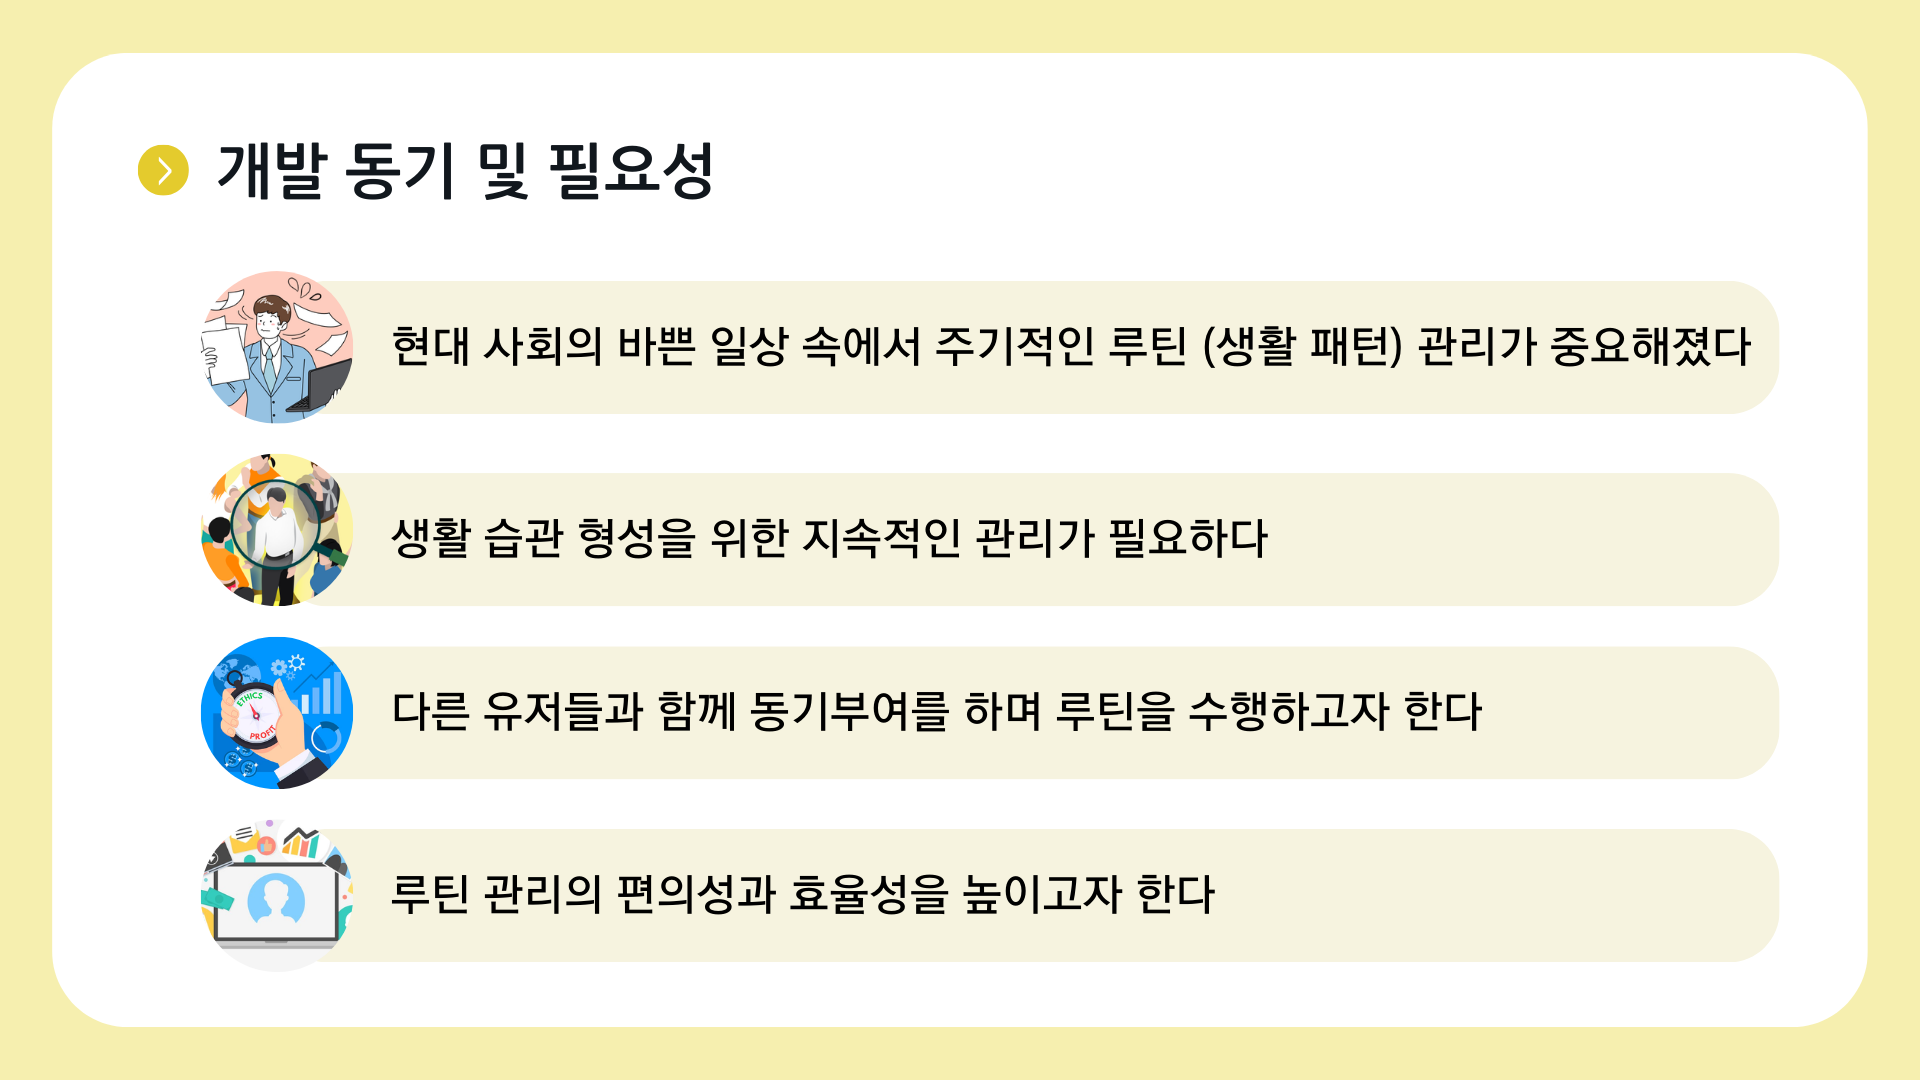 개발 동기 및 필요성
현대 사회의 바쁜 일상 속에서 주기적인 루틴 (생활 패턴) 관리가 중요해졌다
생활 습관 형성을 위한 지속적인 관리가 필요하다
다른 유저들과 함께 동기부여를 하며 루틴을 수행하고자 한다
ETHICS
PROFIT
루틴 관리의 편의성과 효율성을 높이고자 한다